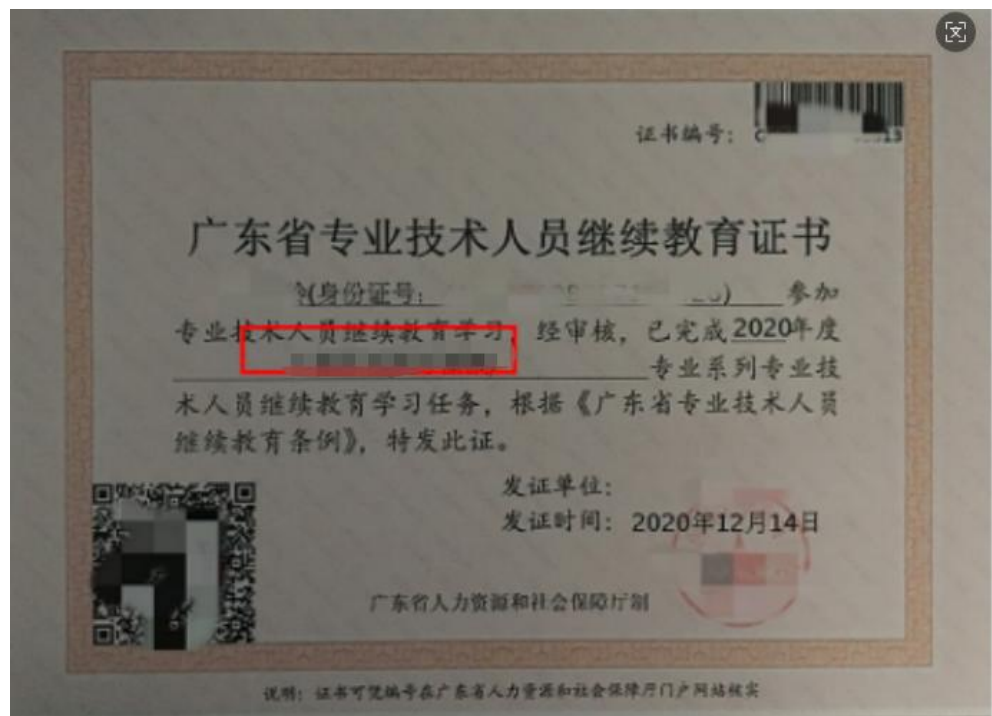 证书编号：
广东省专业技术人员继续教育证书
(身份证号： ) 参加
专业技术人员继续教育学习，经审核，已完成2020年度
专业系列专业技
术人员继续教育学习任务，根据《广东省专业技术人员
继续教育条例》，特发此证。
发证单位：
发证时间：2020年12月14日
广东省人力资源和社会保障厅制
说明：证书可凭编号在广东省人力资源和社会保障厅门户网站核实